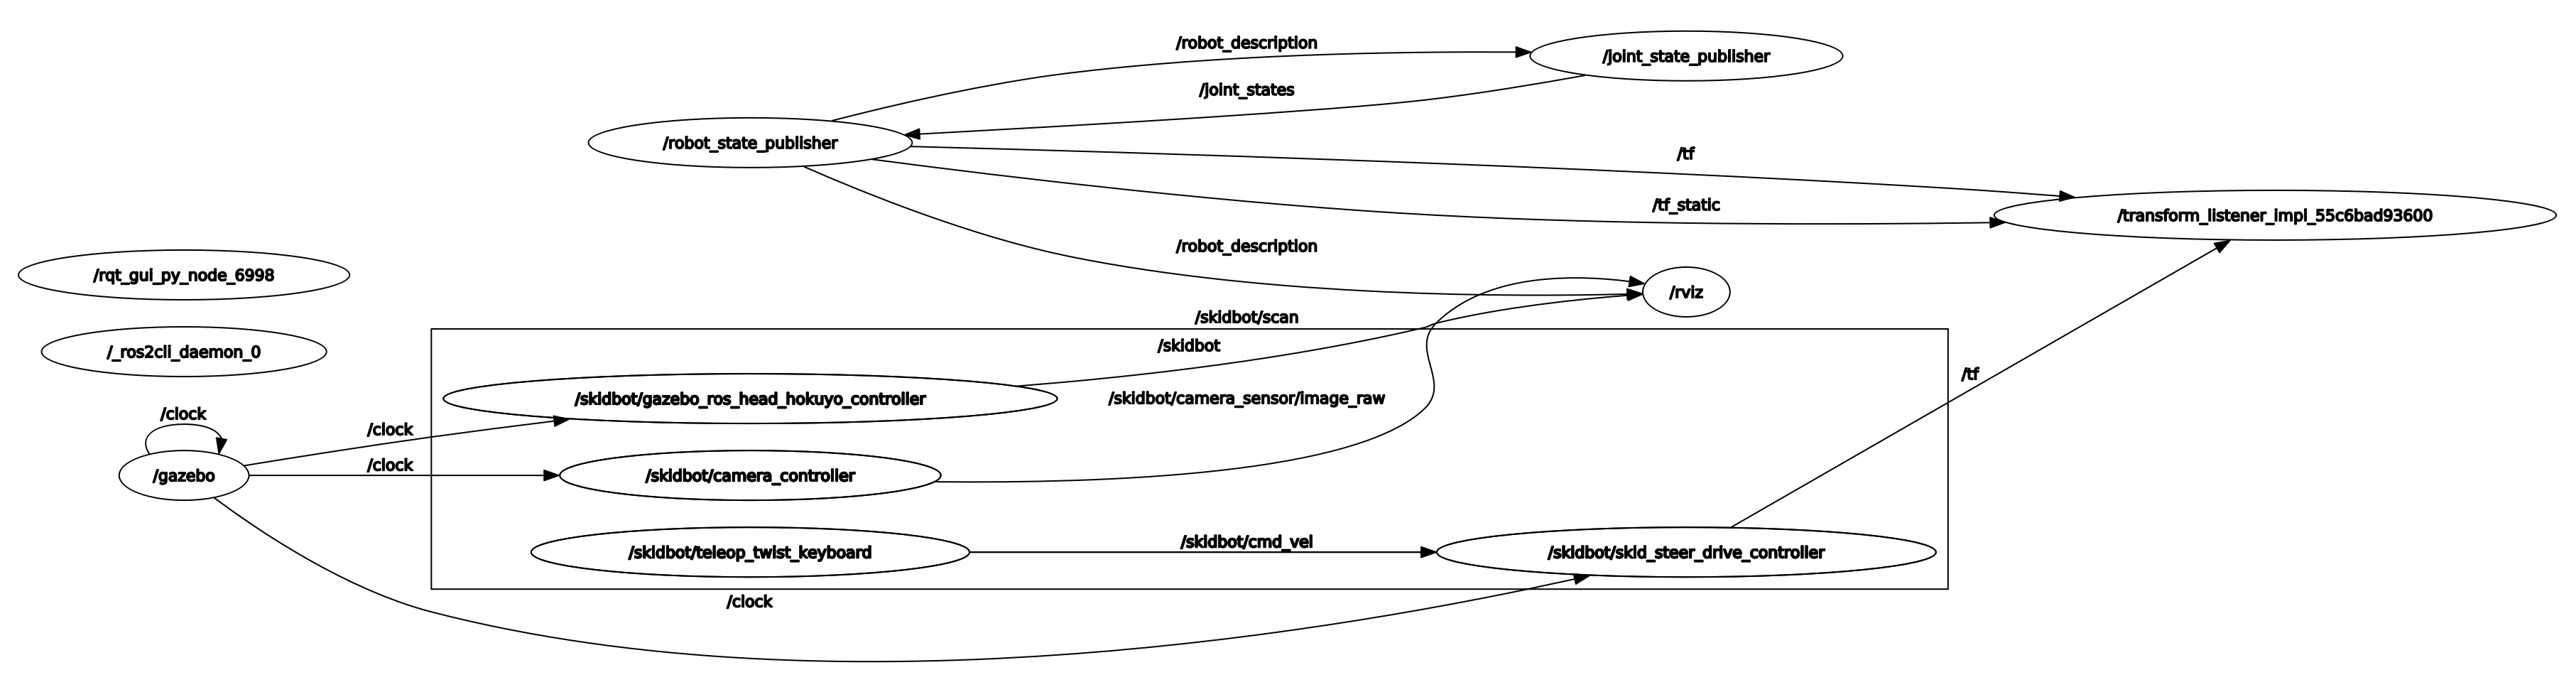 /robot_description
/joint_state_publisher
/joint_states
/robot_state_publisher
/tf
/tf_static
/transform_listener_impl_55c6bad93600
/robot_description
/rqt_gui_py_node_6998
/rviz
/skidbot/scan
/skidbot
/_ros2cli_daemon_0
/tf
/skidbot/gazebo_ros_head_hokuyo_controller
/skidbot/camera_sensor/image_raw
/clock
/clock
/clock
/gazebo
/skidbot/camera_controller
/skidbot/teleop_twist_keyboard
/skidbot/cmd_vel
/skidbot/skid_steer_drive_controller
/clock